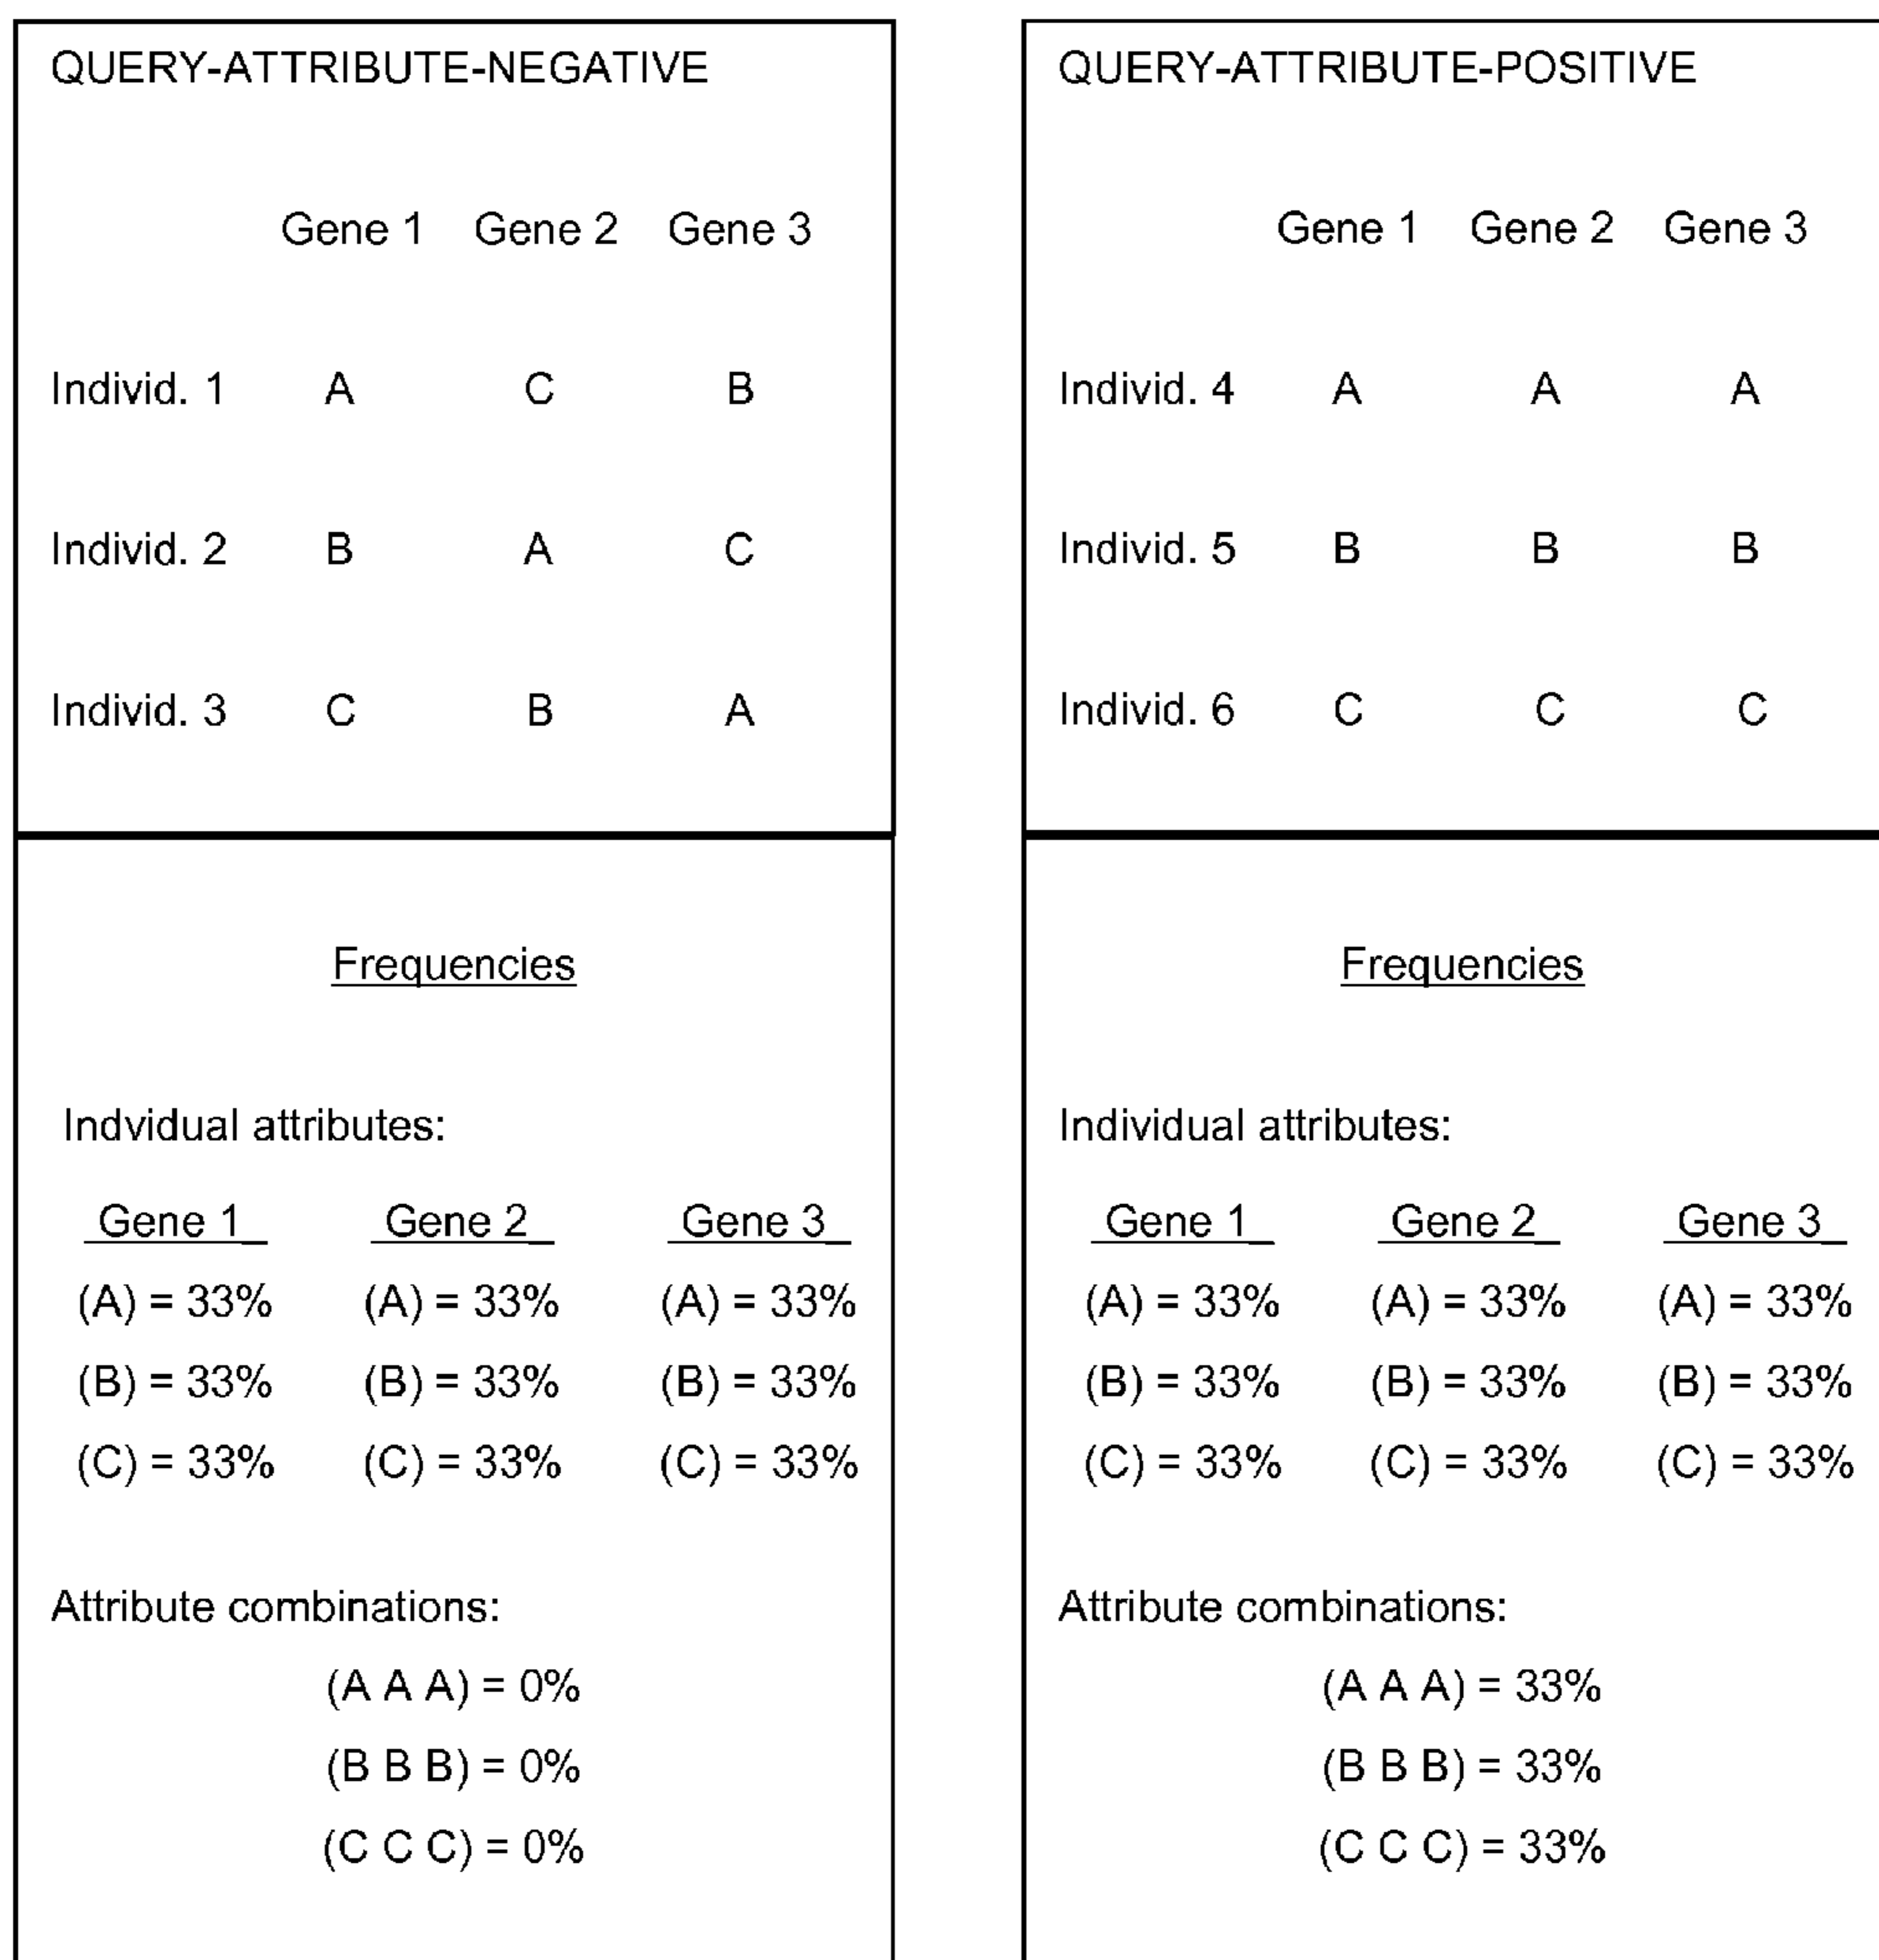 QUERY-ATTRIBUTE-NEGATIVE
Gene 1 Gene 2 Gene 3
Individ. 1 A C B
Individ. 2 B A C
Individ. 3 C B A
Frequencies
Indvidual attributes:
Gene 1 Gene 2 Gene 3
(A) = 33% (A) = 33% (A) = 33%
(B) = 33% (B) = 33% (B) = 33%
(C) = 33% (C) = 33% (C) = 33%
Attribute combinations:
(A A A) = 0%
(B B B) = 0%
(C C C) = 0%
QUERY-ATTRIBUTE-POSITIVE
Gene 1 Gene 2 Gene 3
Individ. 4 A A A
Individ. 5 B B B
Individ. 6 C C C
Frequencies
Individual attributes:
Gene 1 Gene 2 Gene 3
(A) = 33% (A) = 33% (A) = 33%
(B) = 33% (B) = 33% (B) = 33%
(C) = 33% (C) = 33% (C) = 33%
Attribute combinations:
(A A A) = 33%
(B B B) = 33%
(C C C) = 33%